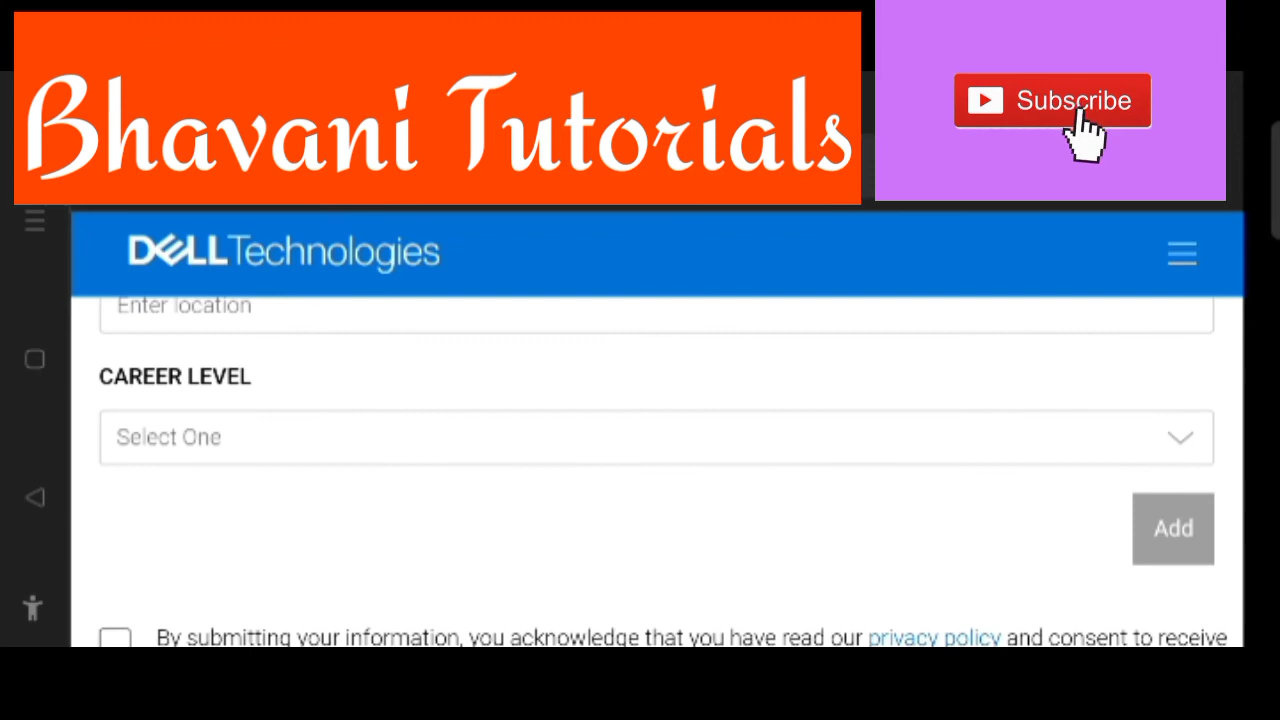 Bhavani Tutorials
Subscribe
DELLTechnologies
Enter location
CAREER LEVEL
Select One
Add
By submitting your information, you acknowledge that you have read our privacy policy and consent to receive